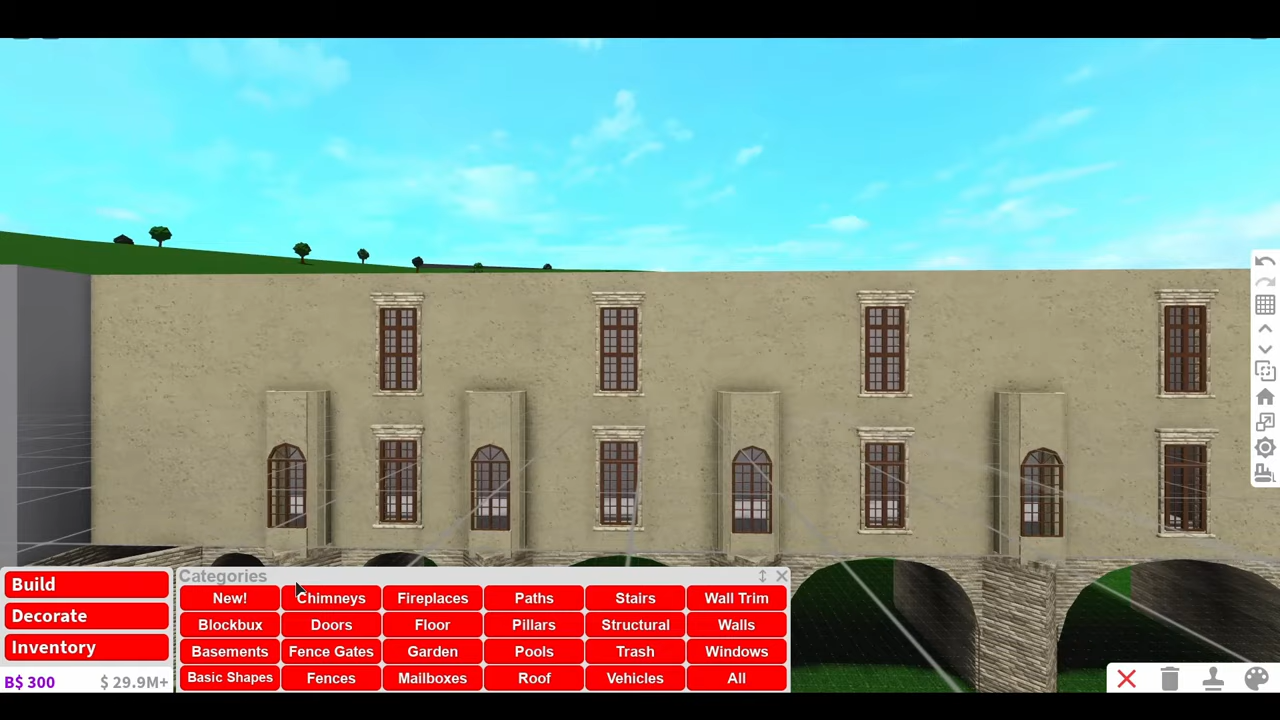 Build
Decorate
Inventory
B$ 300 $ 29.9M+
Categories
New! Chimneys Fireplaces Paths Stairs Wall Trim
Blockbux Doors Floor Pillars Structural Walls
Basements Fence Gates Garden Pools Trash Windows
Basic Shapes Fences Mailboxes Roof Vehicles All